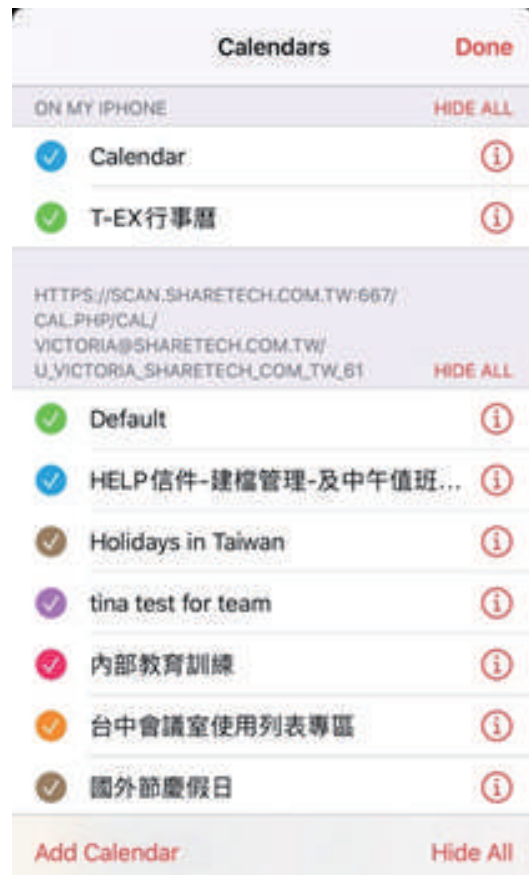 Calendars Done
ON MY IPHONE HIDE ALL
Calendar
T-EX行事曆
HTTPS://SCAN.SHARETECH.COM.TW:667/
CAL.PHP/CAL/
VICTORIA@SHARETECH.COM.TW/
U_VICTORIA_SHARETECH_COM_TW_61 HIDE ALL
Default
HELP信件-建檔管理-及中午值班...
Holidays in Taiwan
tina test for team
內部教育訓練
台中會議室使用列表專區
國外節慶假日
Add Calendar Hide All